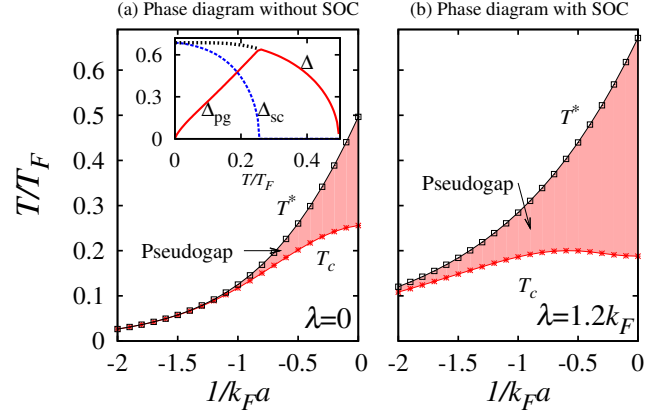 (a) Phase diagram without SOC
(b) Phase diagram with SOC
T/T_F
0.6
0.5
0.4
0.3
0.2
0.1
0
0.6
0.3
0
Δ
Δ_pg
Δ_sc
0
0.2
0.4
T/T_F
T*
Pseudogap
T_c
λ=0
-2
-1.5
-1
-0.5
0
1/k_F a
T*
Pseudogap
T_c
λ=1.2k_F
-2
-1.5
-1
-0.5
0
1/k_F a